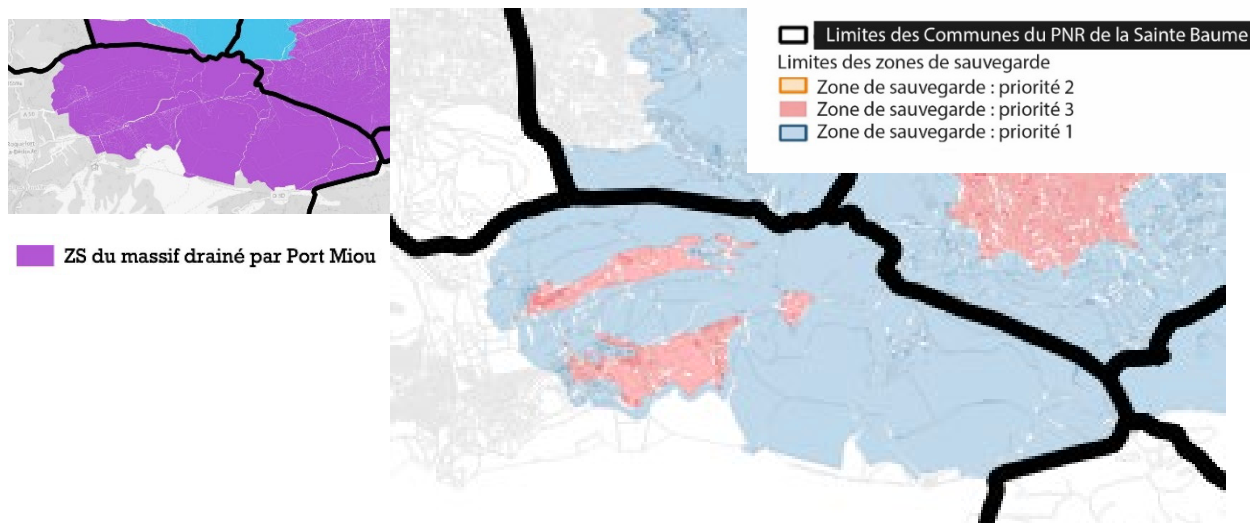 Limites des Communes du PNR de la Sainte Baume
Limites des zones de sauvegarde
Zone de sauvegarde : priorité 2
Zone de sauvegarde : priorité 3
Zone de sauvegarde : priorité 1
ZS du massif drainé par Port Miou